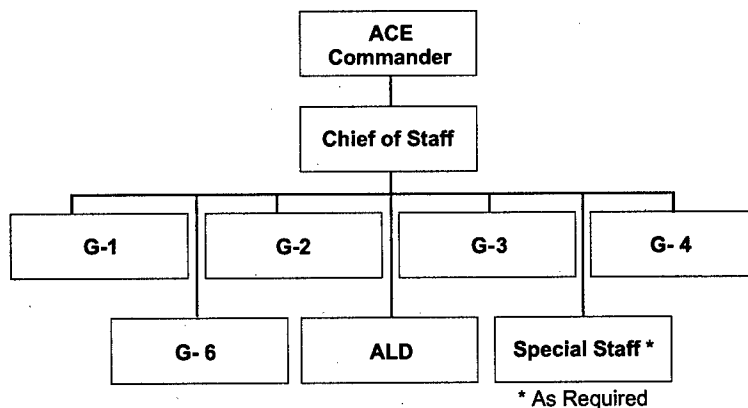 ACE
Commander
Chief of Staff
G-1
G-2
G-3
G- 4
G- 6
ALD
Special Staff *
* As Required